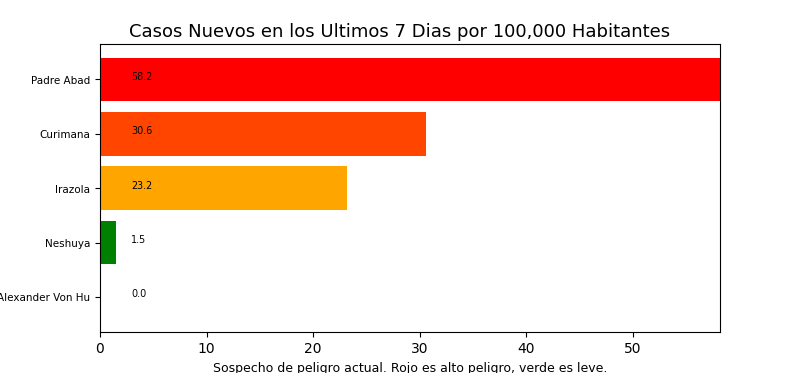 Casos Nuevos en los Ultimos 7 Dias por 100,000 Habitantes
Padre Abad 58.2
Curimana 30.6
Irazola 23.2
Neshuya 1.5
Alexander Von Hu 0.0
0 10 20 30 40 50
Sospecho de peligro actual. Rojo es alto peligro, verde es leve.